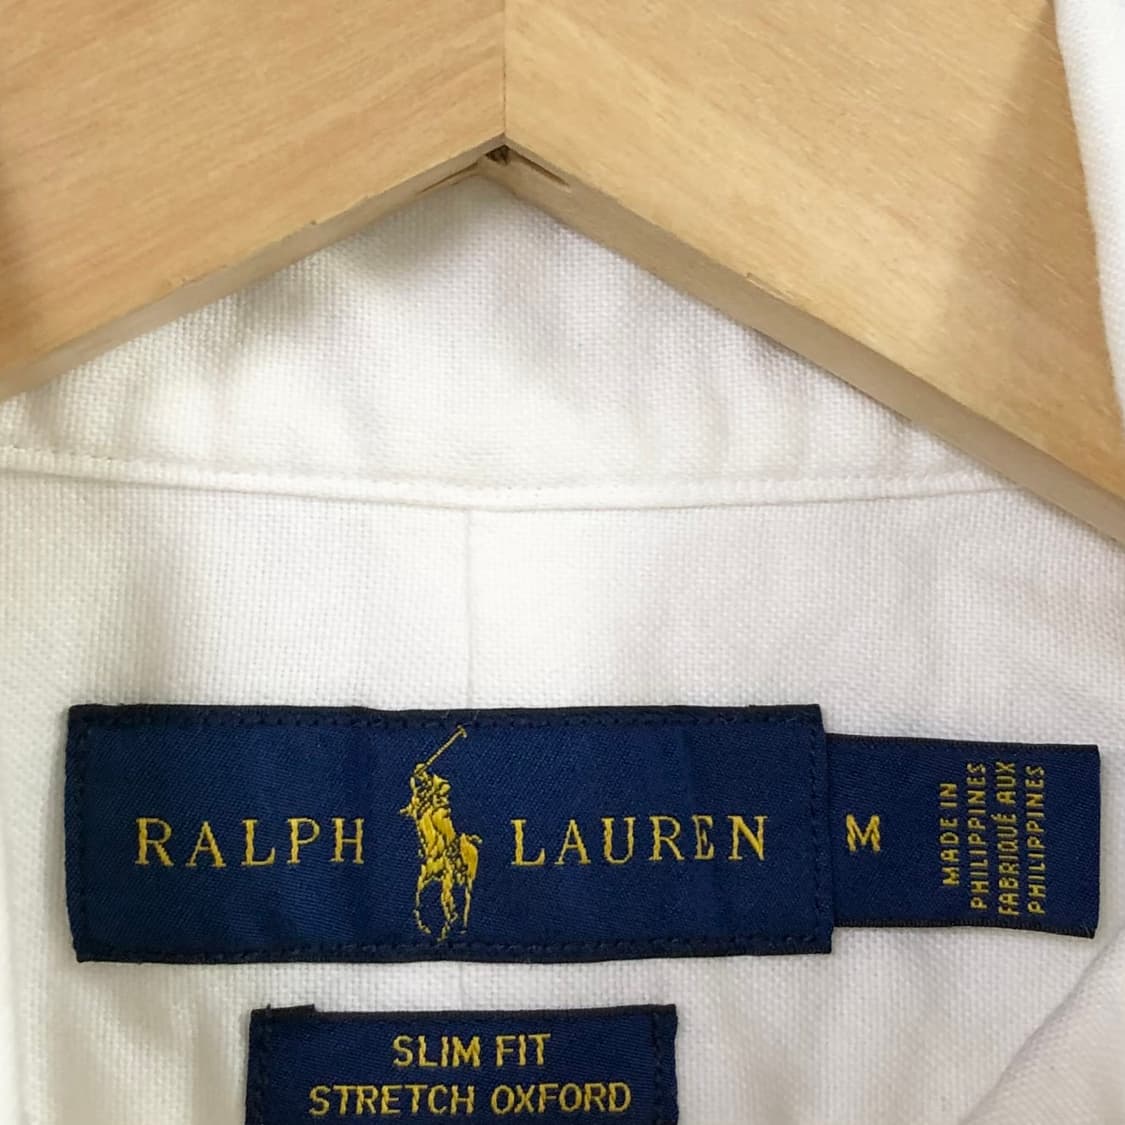 RALPH LAUREN
M
MADE IN
PHILIPPINES
FABRIQUÉ AUX
PHILIPPINES
SLIM FIT
STRETCH OXFORD